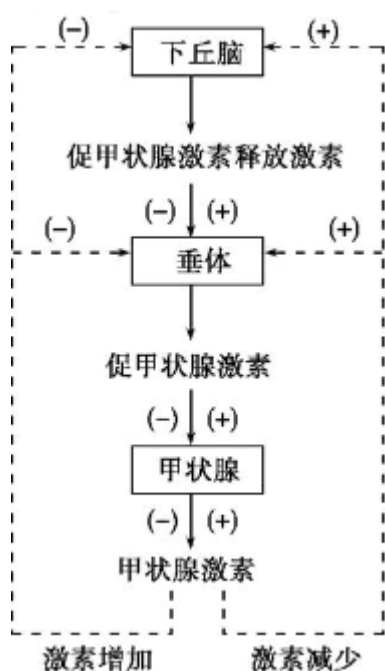 (-) (+)
下丘脑
促甲状腺激素释放激素
(-) (+)
(-) (+)
垂体
促甲状腺激素
(-) (+)
甲状腺
(-) (+)
甲状腺激素
激素增加 激素减少